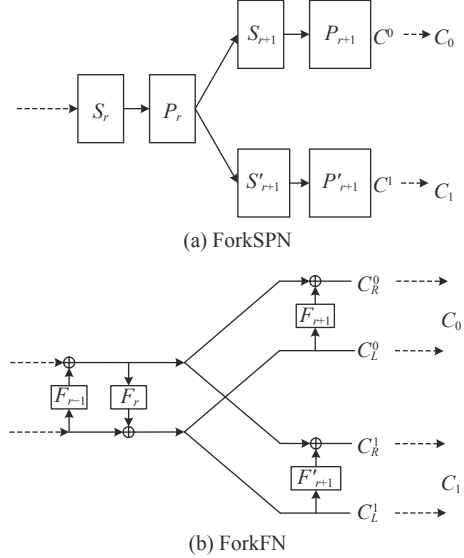 S_{r+1} P_{r+1} C^0 C_0
S_r P_r
S'_{r+1} P'_{r+1} C^1 C_1
(a) ForkSPN
C_R^0
F_{r+1} C_0
C_L^0
F_{r−1} F_r
C_R^1
F'_{r+1} C_1
C_L^1
(b) ForkFN